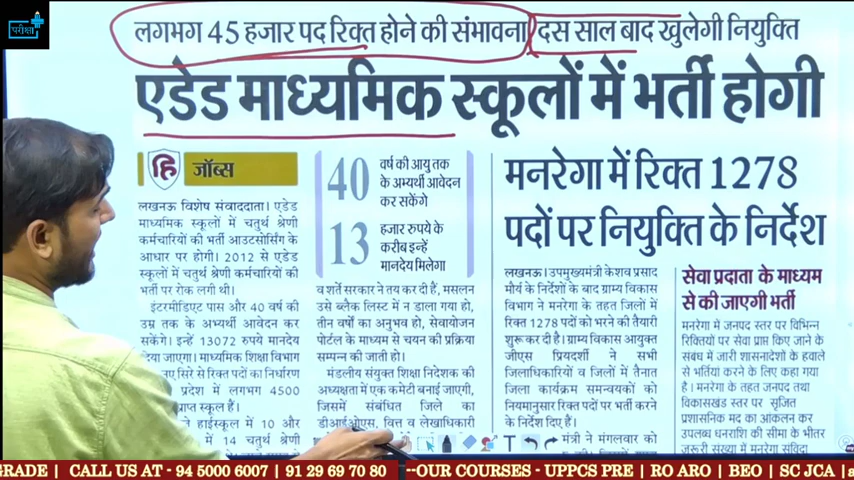 परीक्षा
लगभग 45 हजार पद रिक्त होने की संभावना दस साल बाद खुलेगी नियुक्ति
एडेड माध्यमिक स्कूलों में भर्ती होगी
हि जॉब्स
लखनऊ विशेष संवाददाता। एडेड
माध्यमिक स्कूलों में चतुर्थ श्रेणी
कर्मचारियों की भर्ती आउटसोर्सिंग के
आधार पर होगी। 2012 से एडेड
स्कूलों में चतुर्थ श्रेणी कर्मचारियों की
भर्ती पर रोक लगी थी।
इंटरमीडिएट पास और 40 वर्ष की
उम्र तक के अभ्यर्थी आवेदन कर
सकेंगे। इन्हें 13072 रुपये मानदेय
दिया जाएगा। माध्यमिक शिक्षा विभाग
नए सिरे से रिक्त पदों का निर्धारण
प्रदेश में लगभग 4500
प्राप्त स्कूल हैं।
हाईस्कूल में 10 और
में 14 चतुर्थ श्रेणी
40 वर्ष की आयु तक
के अभ्यर्थी आवेदन
कर सकेंगे
13 हजार रुपये के
करीब इन्हें
मानदेय मिलेगा
व शर्ते सरकार ने तय कर दी हैं, मसलन
उसे ब्लैक लिस्ट में न डाला गया हो,
तीन वर्षों का अनुभव हो, सेवायोजन
पोर्टल के माध्यम से चयन की प्रक्रिया
सम्पन्न की जाती हो।
मंडलीय संयुक्त शिक्षा निदेशक की
अध्यक्षता में एक कमेटी बनाई जाएगी,
जिसमें संबंधित जिले का
डीआईओएस, वित्त व लेखाधिकारी
मनरेगा में रिक्त 1278
पदों पर नियुक्ति के निर्देश
लखनऊ। उपमुख्यमंत्री केशव प्रसाद
मौर्य के निर्देशों के बाद ग्राम्य विकास
विभाग ने मनरेगा के तहत जिलों में
रिक्त 1278 पदों को भरने की तैयारी
शुरू कर दी है। ग्राम्य विकास आयुक्त
जीएस प्रियदर्शी ने सभी
जिलाधिकारियों व जिलों में तैनात
जिला कार्यक्रम समन्वयकों को
नियमानुसार रिक्त पदों पर भर्ती करने
के निर्देश दिए हैं।
मंत्री ने मंगलवार को
सेवा प्रदाता के माध्यम
से की जाएगी भर्ती
मनरेगा में जनपद स्तर पर विभिन्न
रिक्तियों पर सेवा प्राप्त किए जाने के
संबंध में जारी शासनादेशों के हवाले
से भर्तियां करने के लिए कहा गया
है। मनरेगा के तहत जनपद तथा
विकासखंड स्तर पर सृजित
प्रशासनिक मद का आंकलन कर
उपलब्ध धनराशि की सीमा के भीतर
जरूरी संख्या में मनरेगा संविदा
GRADE | CALL US AT - 94 5000 6007 | 91 29 69 70 80 --OUR COURSES - UPPCS PRE | RO ARO | BEO | SC JCA |